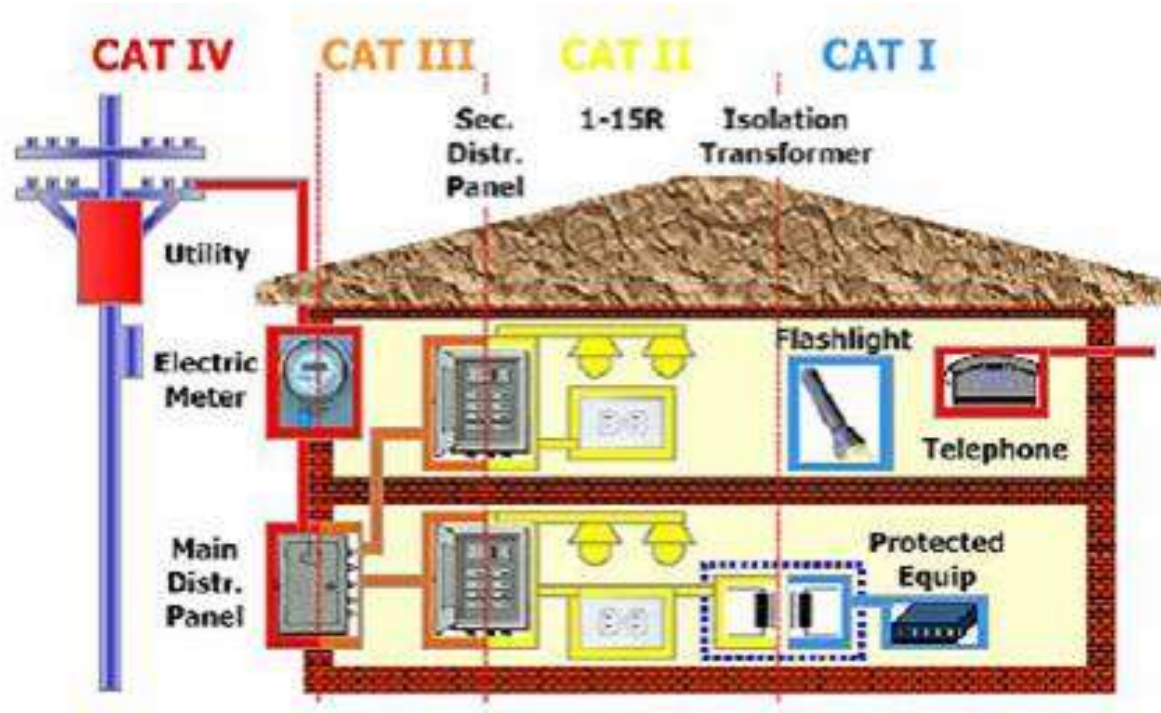 CAT IV
CAT III
CAT II
CAT I
Sec.
Distr.
Panel
1-15R
Isolation
Transformer
Utility
Electric
Meter
Flashlight
Telephone
Main
Distr.
Panel
Protected
Equip